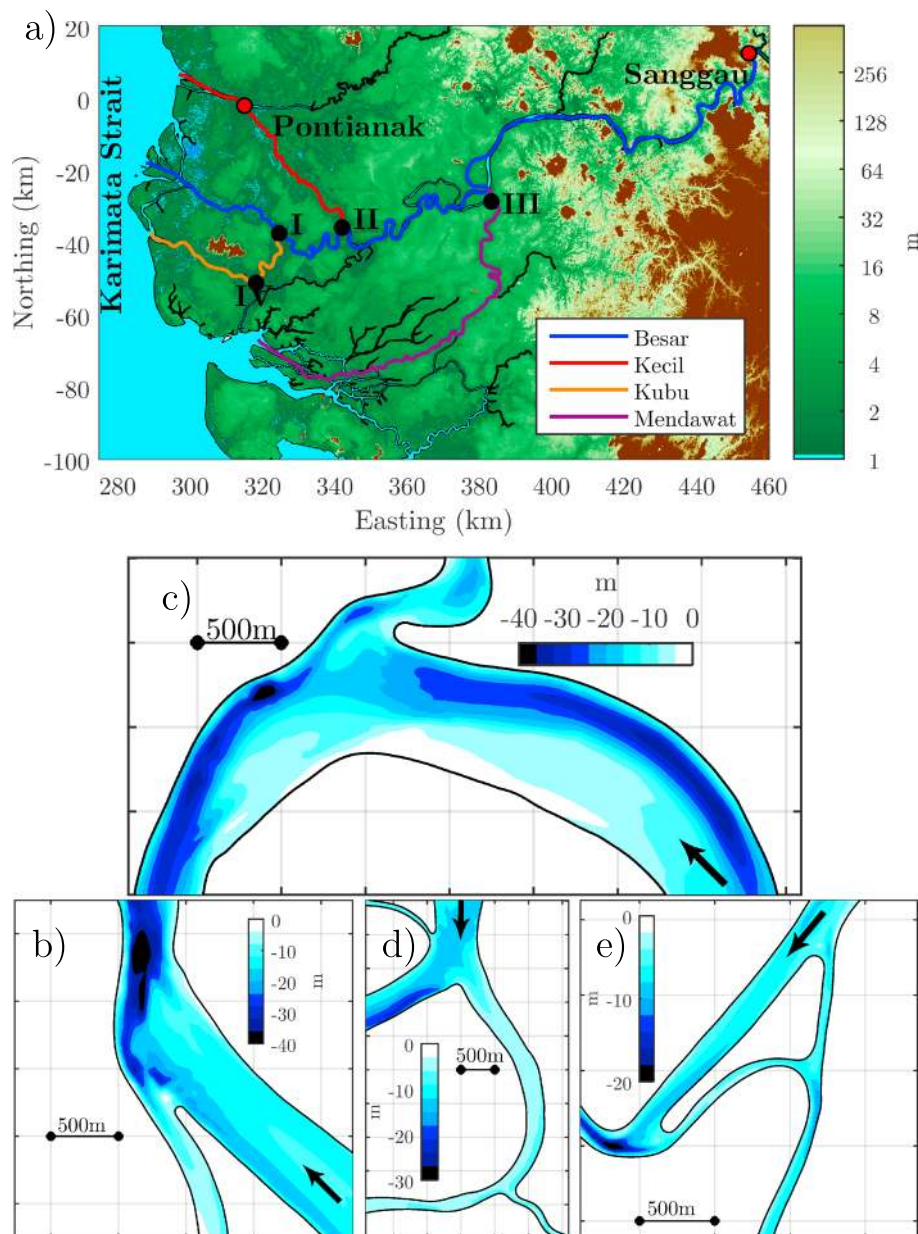 a)
20
0
-20
-40
-60
-80
-100
Northing (km)
Karimata Strait
Pontianak
Sanggau
I
II
III
IV
Besar
Kecil
Kubu
Mendawat
280 300 320 340 360 380 400 420 440 460
Easting (km)
256
128
64
32
16
8
4
2
1
m
c)
500m
m
-40 -30 -20 -10 0
b)
0
-10
-20
-30
-40
m
500m
d)
500m
0
-10
-20
-30
m
e)
0
-10
-20
m
500m